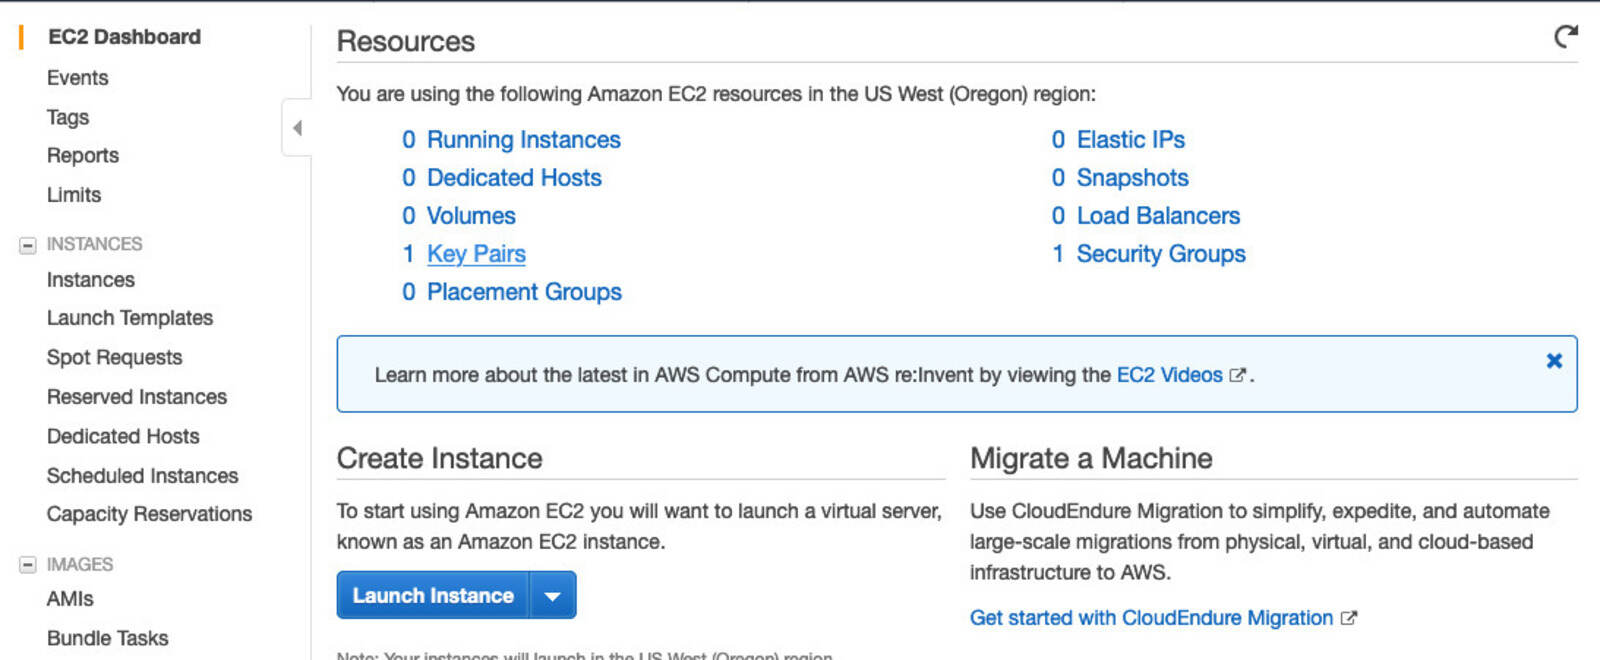 EC2 Dashboard
Events
Tags
Reports
Limits
INSTANCES
Instances
Launch Templates
Spot Requests
Reserved Instances
Dedicated Hosts
Scheduled Instances
Capacity Reservations
IMAGES
AMIs
Bundle Tasks
Resources
You are using the following Amazon EC2 resources in the US West (Oregon) region:
0 Running Instances
0 Dedicated Hosts
0 Volumes
1 Key Pairs
0 Placement Groups
0 Elastic IPs
0 Snapshots
0 Load Balancers
1 Security Groups
Learn more about the latest in AWS Compute from AWS re:Invent by viewing the EC2 Videos.
Create Instance
To start using Amazon EC2 you will want to launch a virtual server,
known as an Amazon EC2 instance.
Launch Instance
Note: Your instances will launch in the US West (Oregon) region
Migrate a Machine
Use CloudEndure Migration to simplify, expedite, and automate
large-scale migrations from physical, virtual, and cloud-based
infrastructure to AWS.
Get started with CloudEndure Migration